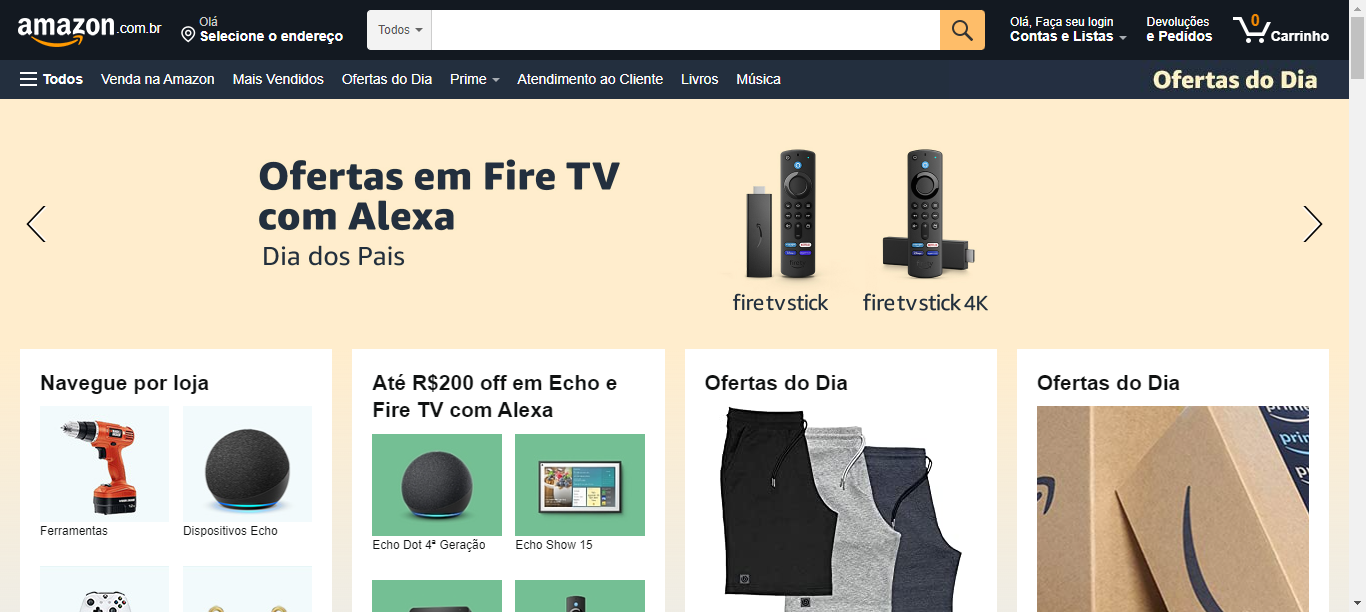 amazon.com.br
Olá
Selecione o endereço
Todos
Olá, Faça seu login
Contas e Listas
Devoluções
e Pedidos
0
Carrinho
Todos
Venda na Amazon
Mais Vendidos
Ofertas do Dia
Prime
Atendimento ao Cliente
Livros
Música
Ofertas do Dia
Ofertas em Fire TV
com Alexa
Dia dos Pais
fire tv stick
fire tv stick 4K
Navegue por loja
Ferramentas
Dispositivos Echo
Até R$200 off em Echo e
Fire TV com Alexa
Echo Dot 4ª Geração
Echo Show 15
Ofertas do Dia
Ofertas do Dia